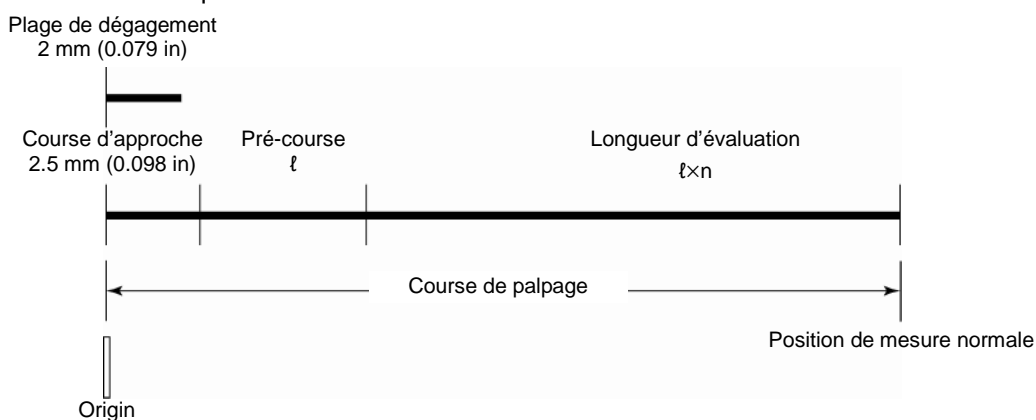 Plage de dégagement
2 mm (0.079 in)
Course d'approche
2.5 mm (0.098 in)
Pré-course
ℓ
Longueur d'évaluation
ℓ×n
Course de palpage
Position de mesure normale
Origin